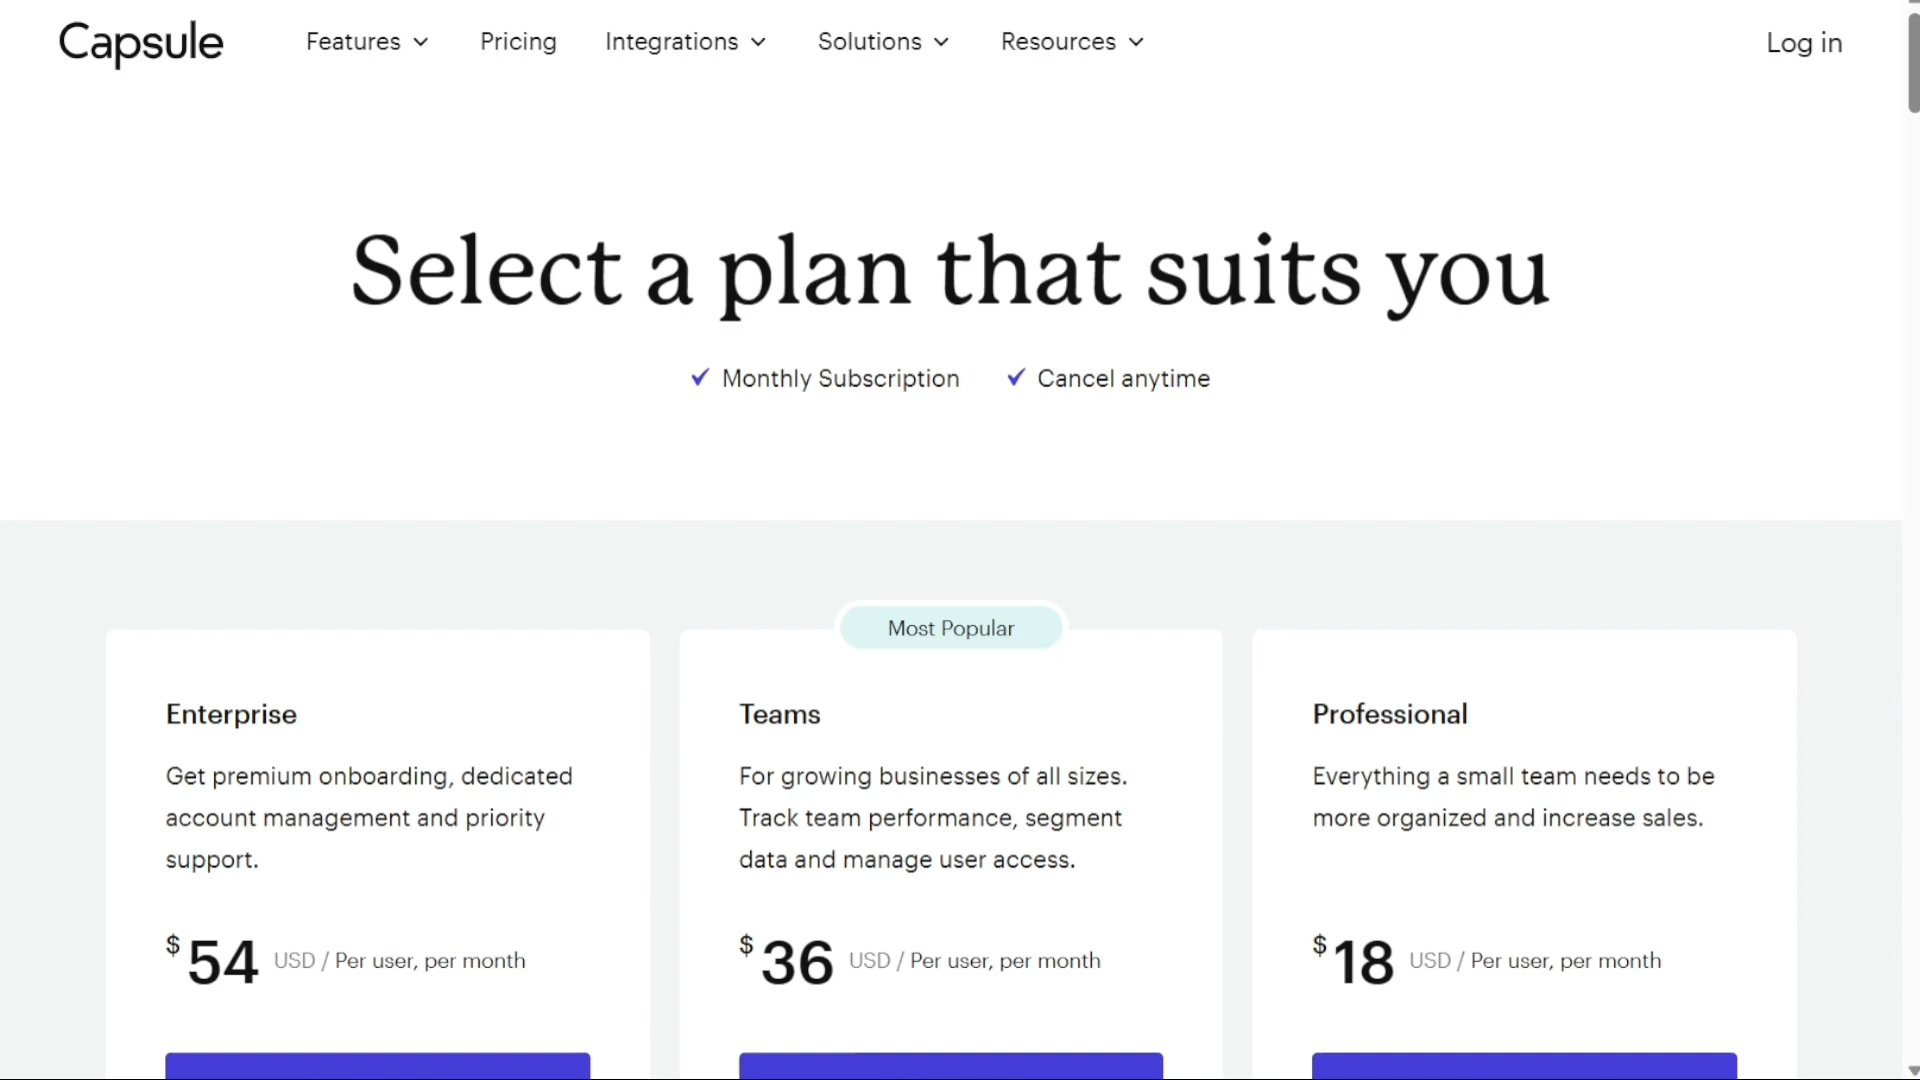 Capsule
Features
Pricing
Integrations
Solutions
Resources
Log in
Select a plan that suits you
Monthly Subscription
Cancel anytime
Most Popular
Enterprise
Get premium onboarding, dedicated
account management and priority
support.
$54 USD / Per user, per month
Teams
For growing businesses of all sizes.
Track team performance, segment
data and manage user access.
$36 USD / Per user, per month
Professional
Everything a small team needs to be
more organized and increase sales.
$18 USD / Per user, per month